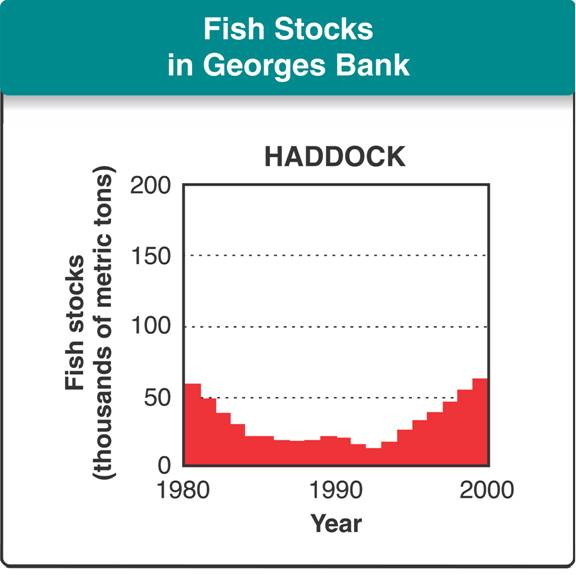 Fish Stocks
in Georges Bank
HADDOCK
Fish stocks
(thousands of metric tons)
200
150
100
50
0
1980 1990 2000
Year